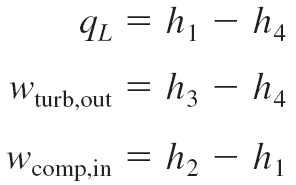 q_L = h_1 − h_4
w_turb,out = h_3 − h_4
w_comp,in = h_2 − h_1